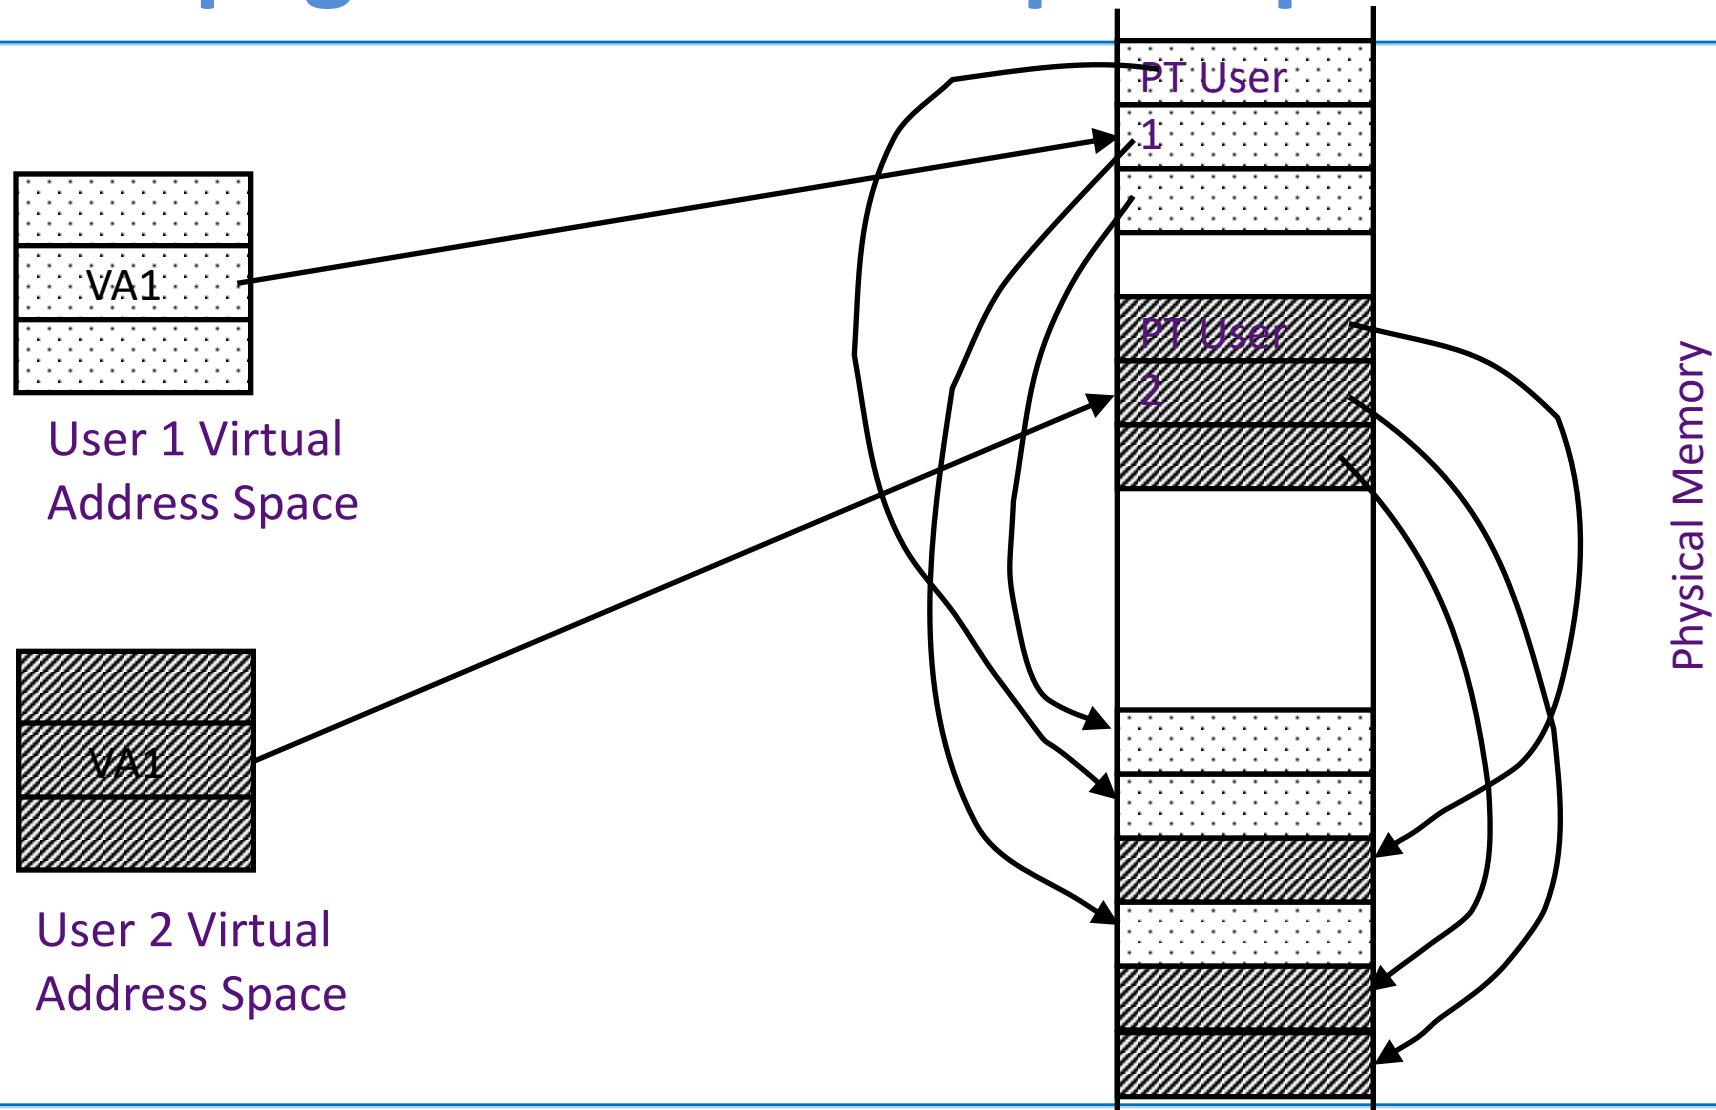 PT User
1
VA1
User 1 Virtual
Address Space
PT User
2
Physical Memory
VA1
User 2 Virtual
Address Space